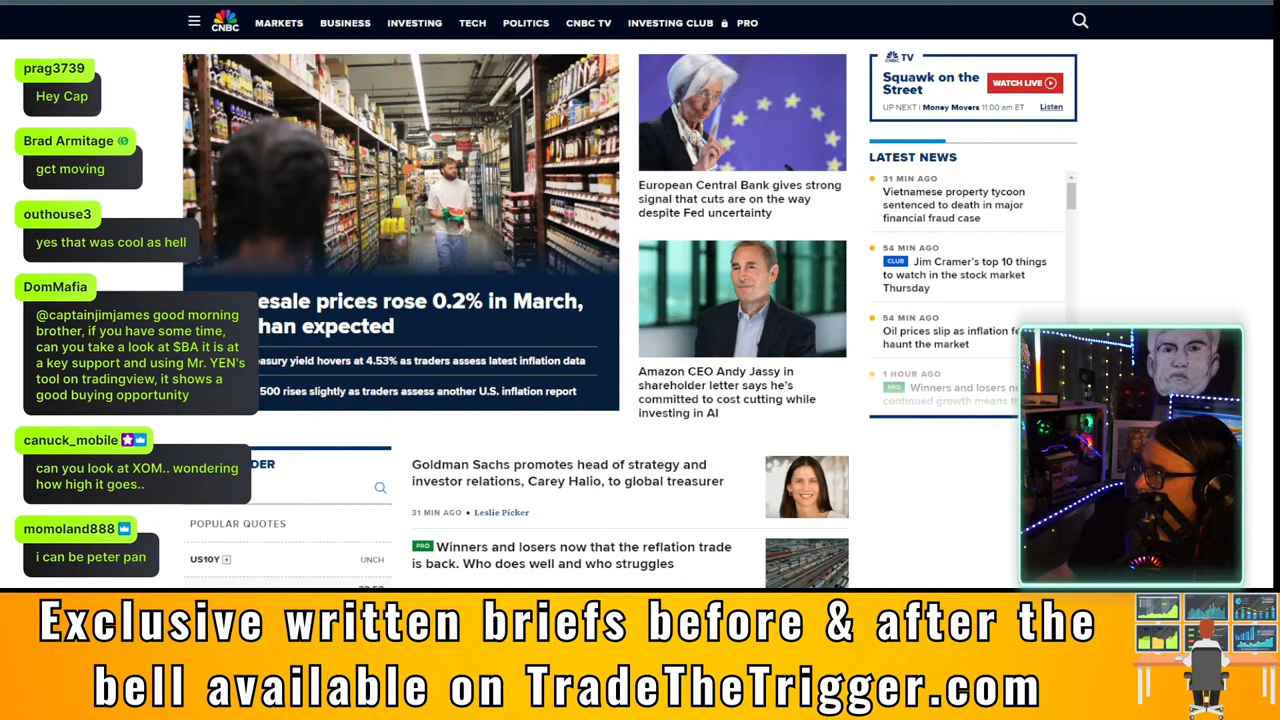 CNBC
MARKETS
BUSINESS
INVESTING
TECH
POLITICS
CNBC TV
INVESTING CLUB
PRO
prag3739
Hey Cap
Brad Armitage
gct moving
outhouse3
yes that was cool as hell
DomMafia
@captainjimjames good morning
brother, if you have some time,
can you take a look at $BA it is at
a key support and using Mr. YEN's
tool on tradingview, it shows a
good buying opportunity
canuck_mobile
can you look at XOM.. wondering
how high it goes..
momoland888
i can be peter pan
esale prices rose 0.2% in March,
han expected
asury yield hovers at 4.53% as traders assess latest inflation data
500 rises slightly as traders assess another U.S. inflation report
European Central Bank gives strong
signal that cuts are on the way
despite Fed uncertainty
Amazon CEO Andy Jassy in
shareholder letter says he's
committed to cost cutting while
investing in AI
TV
Squawk on the
Street
WATCH LIVE
UP NEXT | Money Movers 11:00 am ET
Listen
LATEST NEWS
31 MIN AGO
Vietnamese property tycoon
sentenced to death in major
financial fraud case
54 MIN AGO
CLUB Jim Cramer's top 10 things
to watch in the stock market
Thursday
54 MIN AGO
Oil prices slip as inflation fe
haunt the market
1 HOUR AGO
PRO Winners and losers no
continued growth means th
DER
POPULAR QUOTES
US10Y
UNCH
Goldman Sachs promotes head of strategy and
investor relations, Carey Halio, to global treasurer
31 MIN AGO • Leslie Picker
PRO Winners and losers now that the reflation trade
is back. Who does well and who struggles
Exclusive written briefs before & after the
bell available on TradeTheTrigger.com